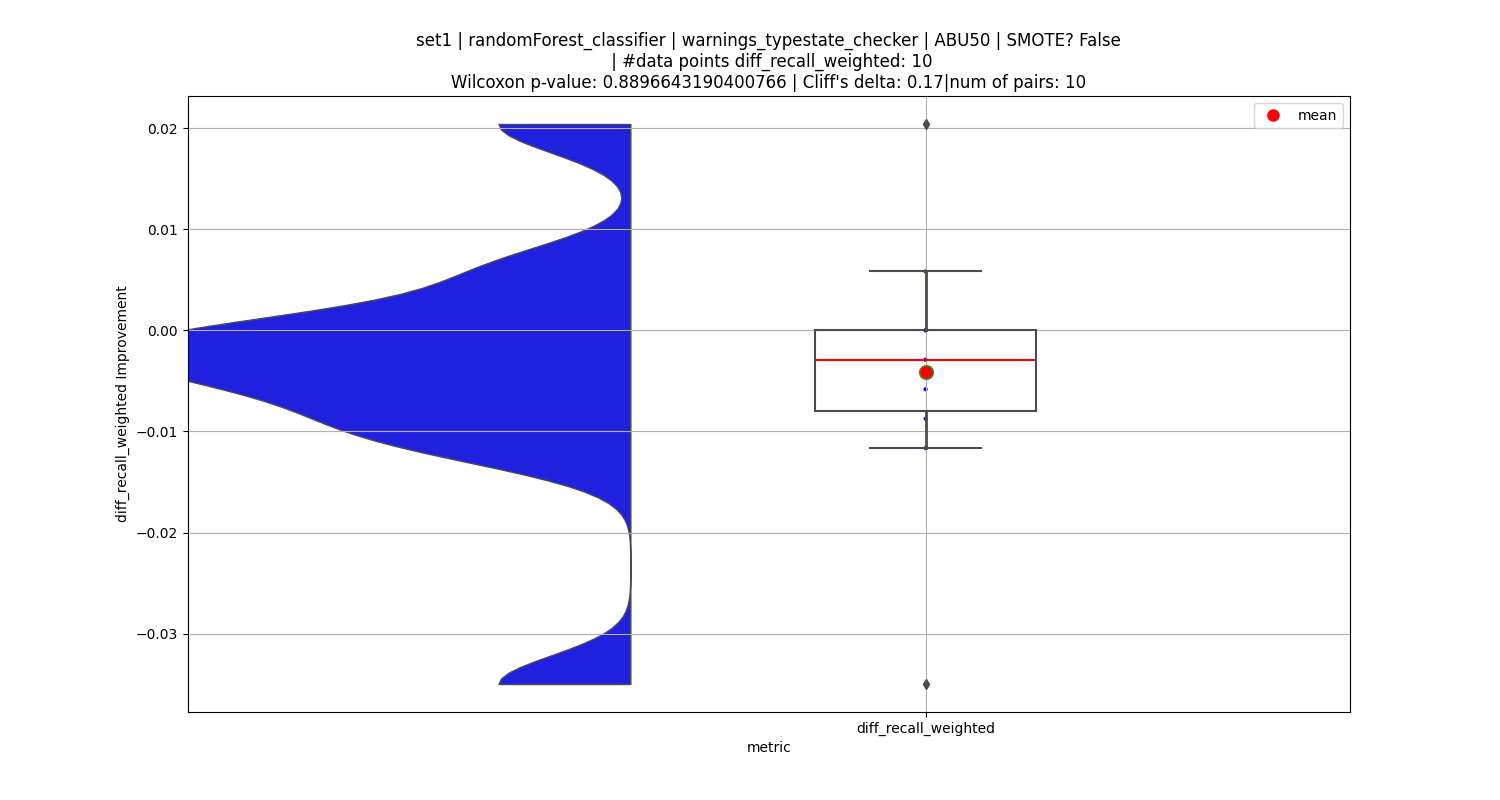 set1 | randomForest_classifier | warnings_typestate_checker | ABU50 | SMOTE? False
| #data points diff_recall_weighted: 10
Wilcoxon p-value: 0.8896643190400766 | Cliff's delta: 0.17|num of pairs: 10
mean
0.02
0.01
0.00
−0.01
−0.02
−0.03
diff_recall_weighted Improvement
diff_recall_weighted
metric